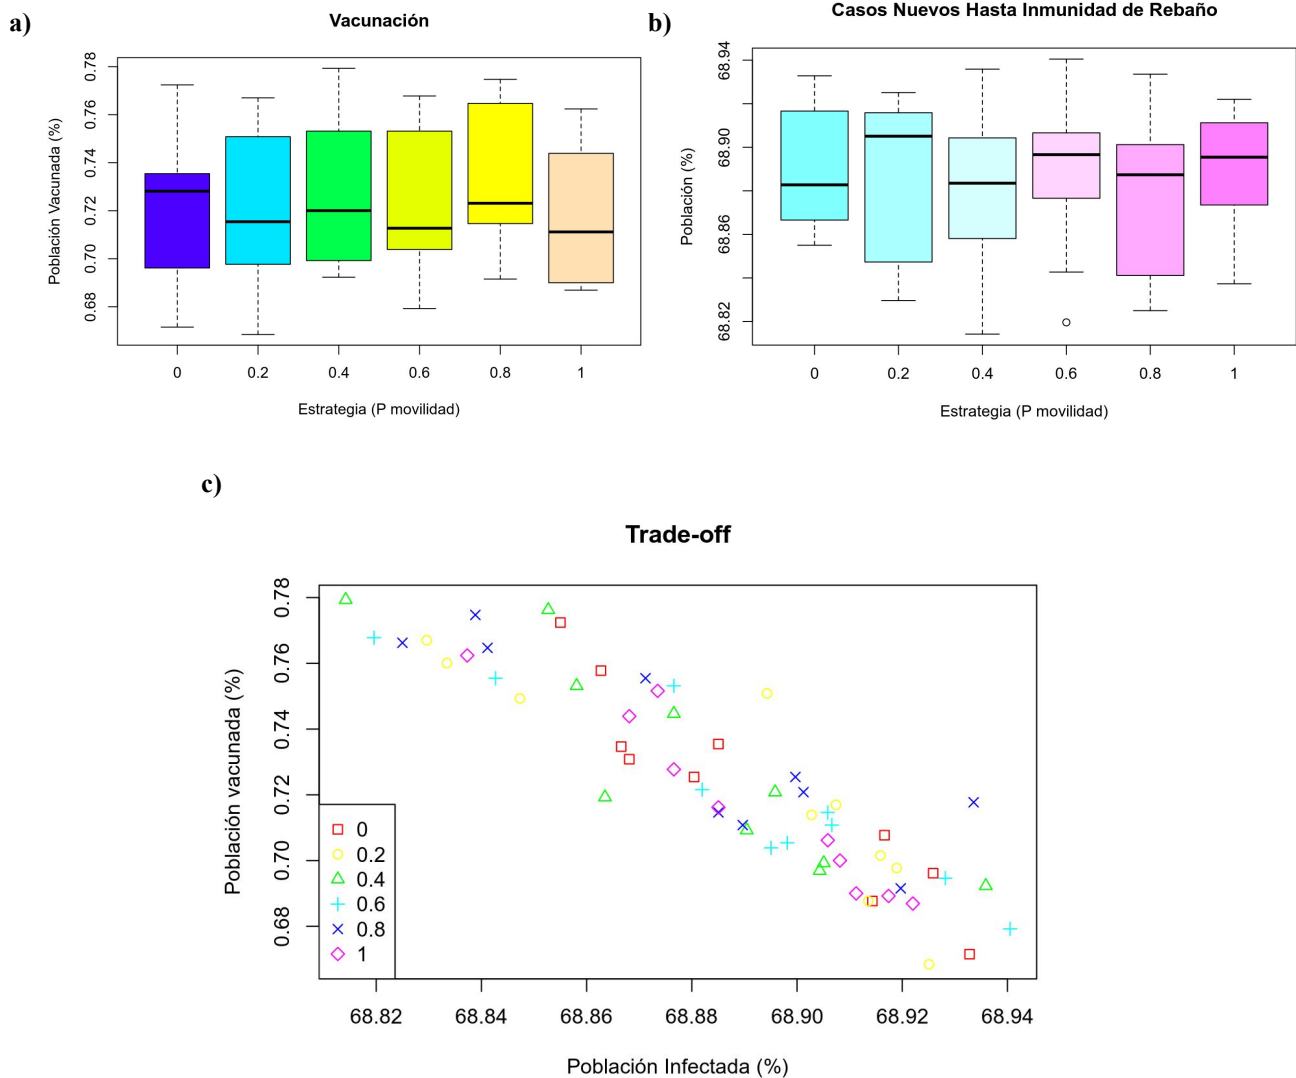 a)
Vacunación
Población Vacunada (%)
0.78
0.76
0.74
0.72
0.70
0.68
0 0.2 0.4 0.6 0.8 1
Estrategia (P movilidad)
b)
Casos Nuevos Hasta Inmunidad de Rebaño
Población (%)
68.94
68.90
68.86
68.82
0 0.2 0.4 0.6 0.8 1
Estrategia (P movilidad)
c)
Trade-off
Población vacunada (%)
0.78
0.76
0.74
0.72
0.70
0.68
0
0.2
0.4
0.6
0.8
1
68.82 68.84 68.86 68.88 68.90 68.92 68.94
Población Infectada (%)